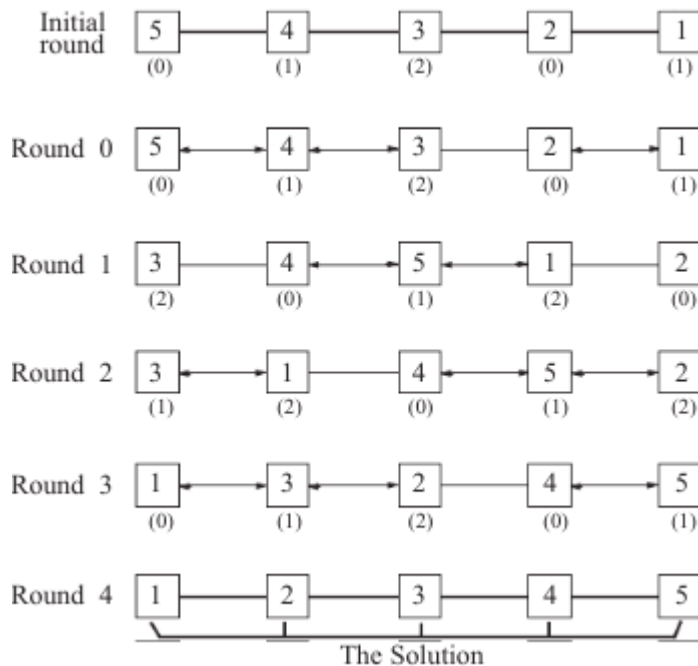 Initial round 5 4 3 2 1
(0) (1) (2) (0) (1)
Round 0 5 4 3 2 1
(0) (1) (2) (0) (1)
Round 1 3 4 5 1 2
(2) (0) (1) (2) (0)
Round 2 3 1 4 5 2
(1) (2) (0) (1) (2)
Round 3 1 3 2 4 5
(0) (1) (2) (0) (1)
Round 4 1 2 3 4 5
The Solution